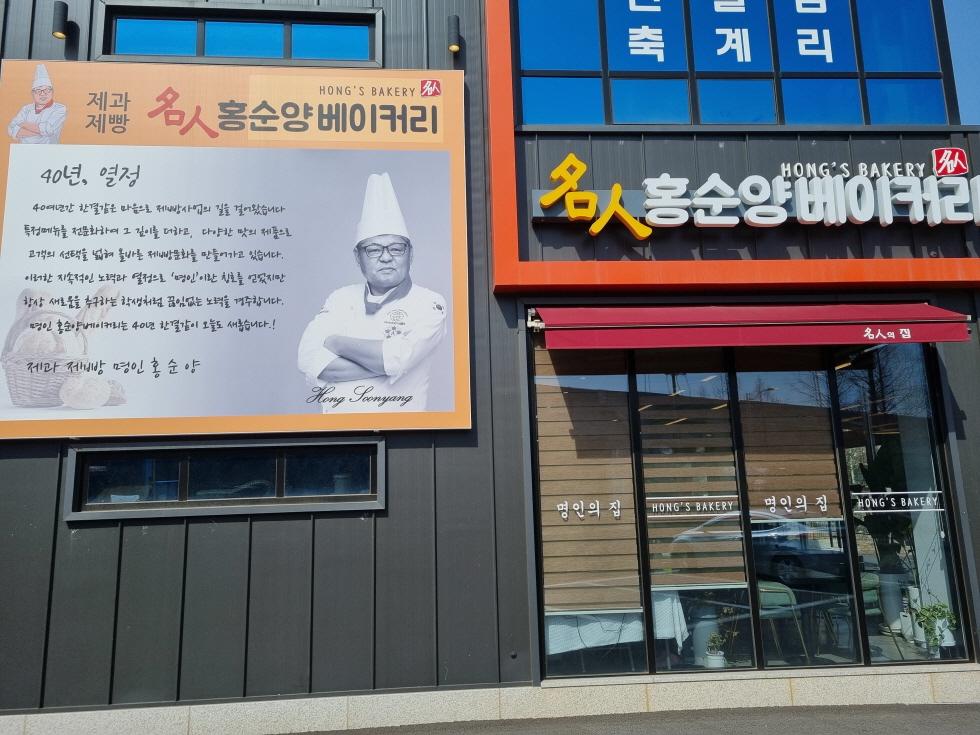 HONG'S BAKERY 名人
제과
제빵
名人 홍순양 베이커리
40년, 열정
40여년간 한결같은 마음으로 제빵사업의 길을 걸어왔습니다
특정메뉴를 전문화하여 그 깊이를 더하고, 다양한 맛의 제품으로
고객의 선택을 넓혀 올바른 제빵문화를 만들어가고 있습니다.
이러한 지속적인 노력과 열정으로 '명인'이란 칭호를 얻었지만
항상 새로움을 추구하는 학생처럼 끊임없는 노력을 경주합니다.
명인 홍순양베이커리는 40년 한결같이 오늘도 새롭습니다.!
제과 제빵 명인 홍순양
Hong Soonyang
축 계 리
HONG'S BAKERY 名人
名人 홍순양베이커리
名人의 집
명인의 집
HONG'S BAKERY
명인의 집
HONG'S BAKERY